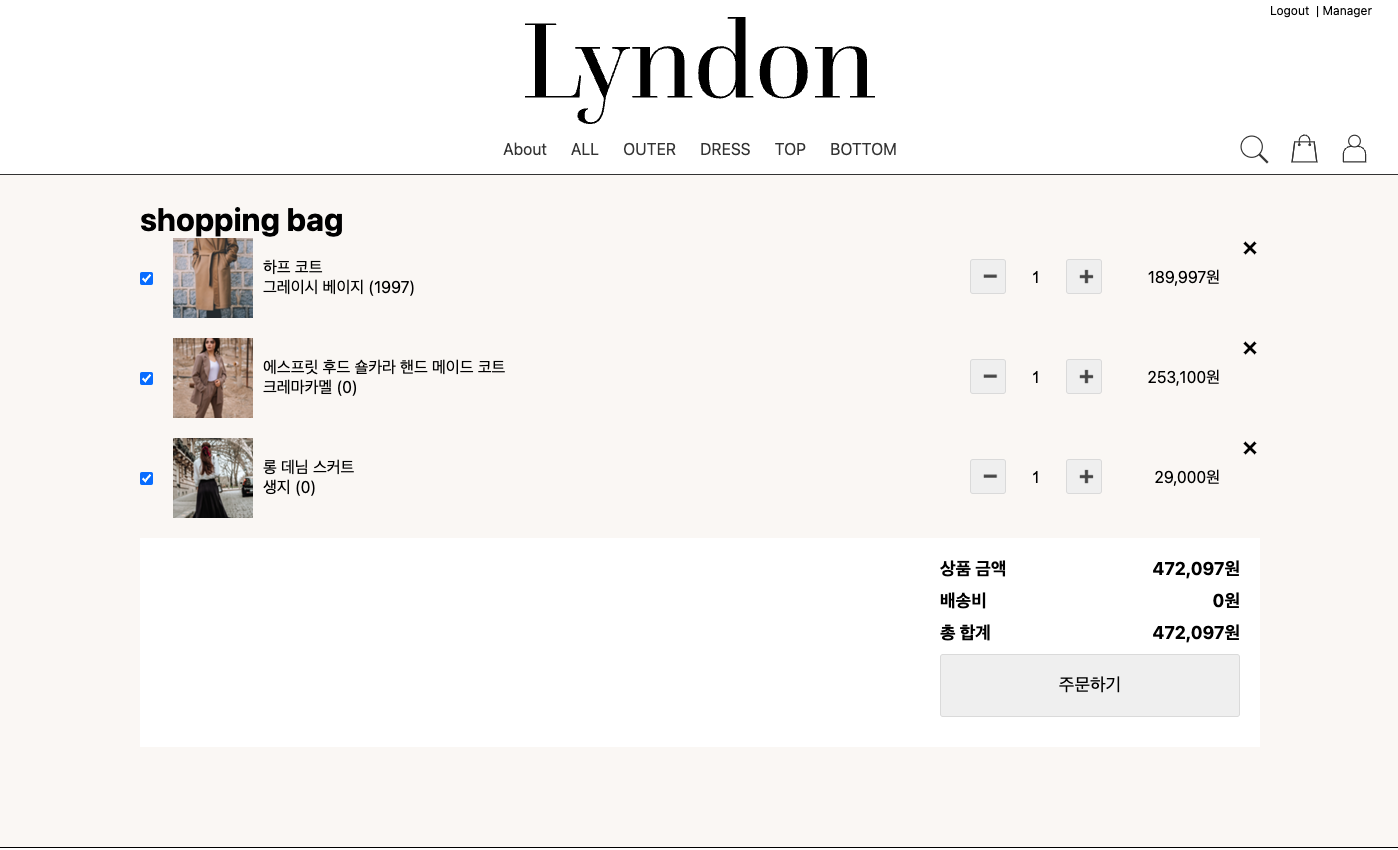 Logout | Manager
Lyndon
About ALL OUTER DRESS TOP BOTTOM
shopping bag
하프 코트
그레이시 베이지 (1997)
1 189,997원
에스프릿 후드 숄카라 핸드 메이드 코트
크레마카멜 (0)
1 253,100원
롱 데님 스커트
생지 (0)
1 29,000원
상품 금액 472,097원
배송비 0원
총 합계 472,097원
주문하기